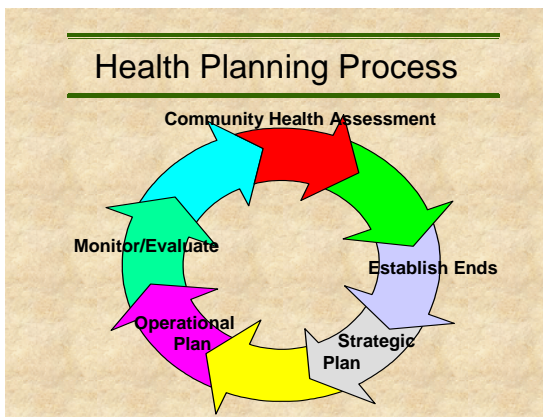 Health Planning Process
Community Health Assessment
Establish Ends
Strategic
Plan
Operational
Plan
Monitor/Evaluate